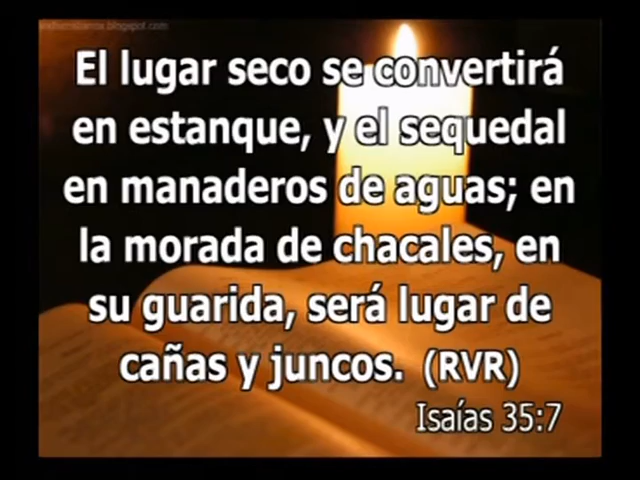 El lugar seco se convertirá
en estanque, y el sequedal
en manaderos de aguas; en
la morada de chacales, en
su guarida, será lugar de
cañas y juncos. (RVR)
Isaías 35:7